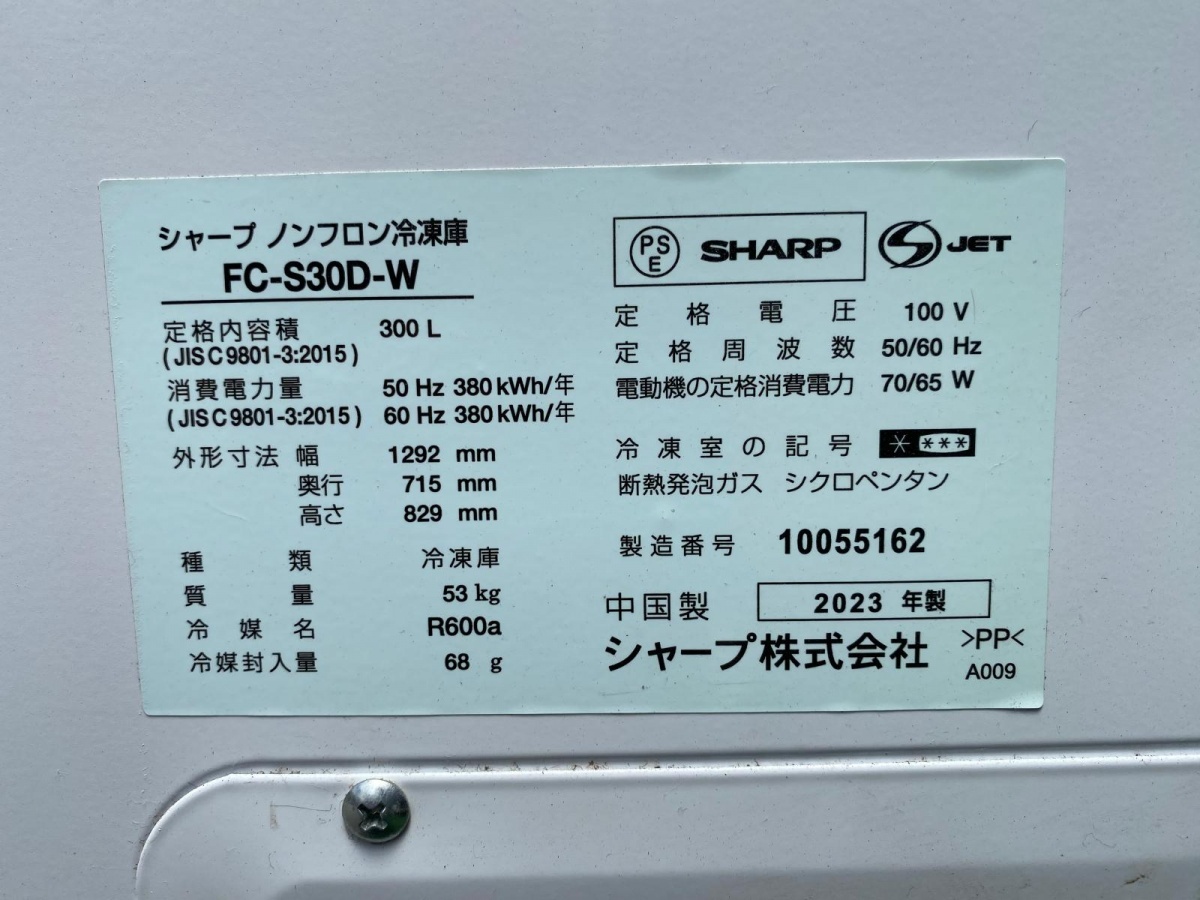 シャープ ノンフロン冷凍庫
FC-S30D-W
定格内容積 300 L
(JIS C 9801-3:2015)
消費電力量 50 Hz 380 kWh/年
(JIS C 9801-3:2015) 60 Hz 380 kWh/年
外形寸法 幅 1292 mm
奥行 715 mm
高さ 829 mm
種類 冷凍庫
質量 53 kg
冷媒名 R600a
冷媒封入量 68 g
PSE SHARP JET
定格電圧 100 V
定格周波数 50/60 Hz
電動機の定格消費電力 70/65 W
冷凍室の記号 * ***
断熱発泡ガス シクロペンタン
製造番号 10055162
中国製 2023 年製
シャープ株式会社 >PP<
A009